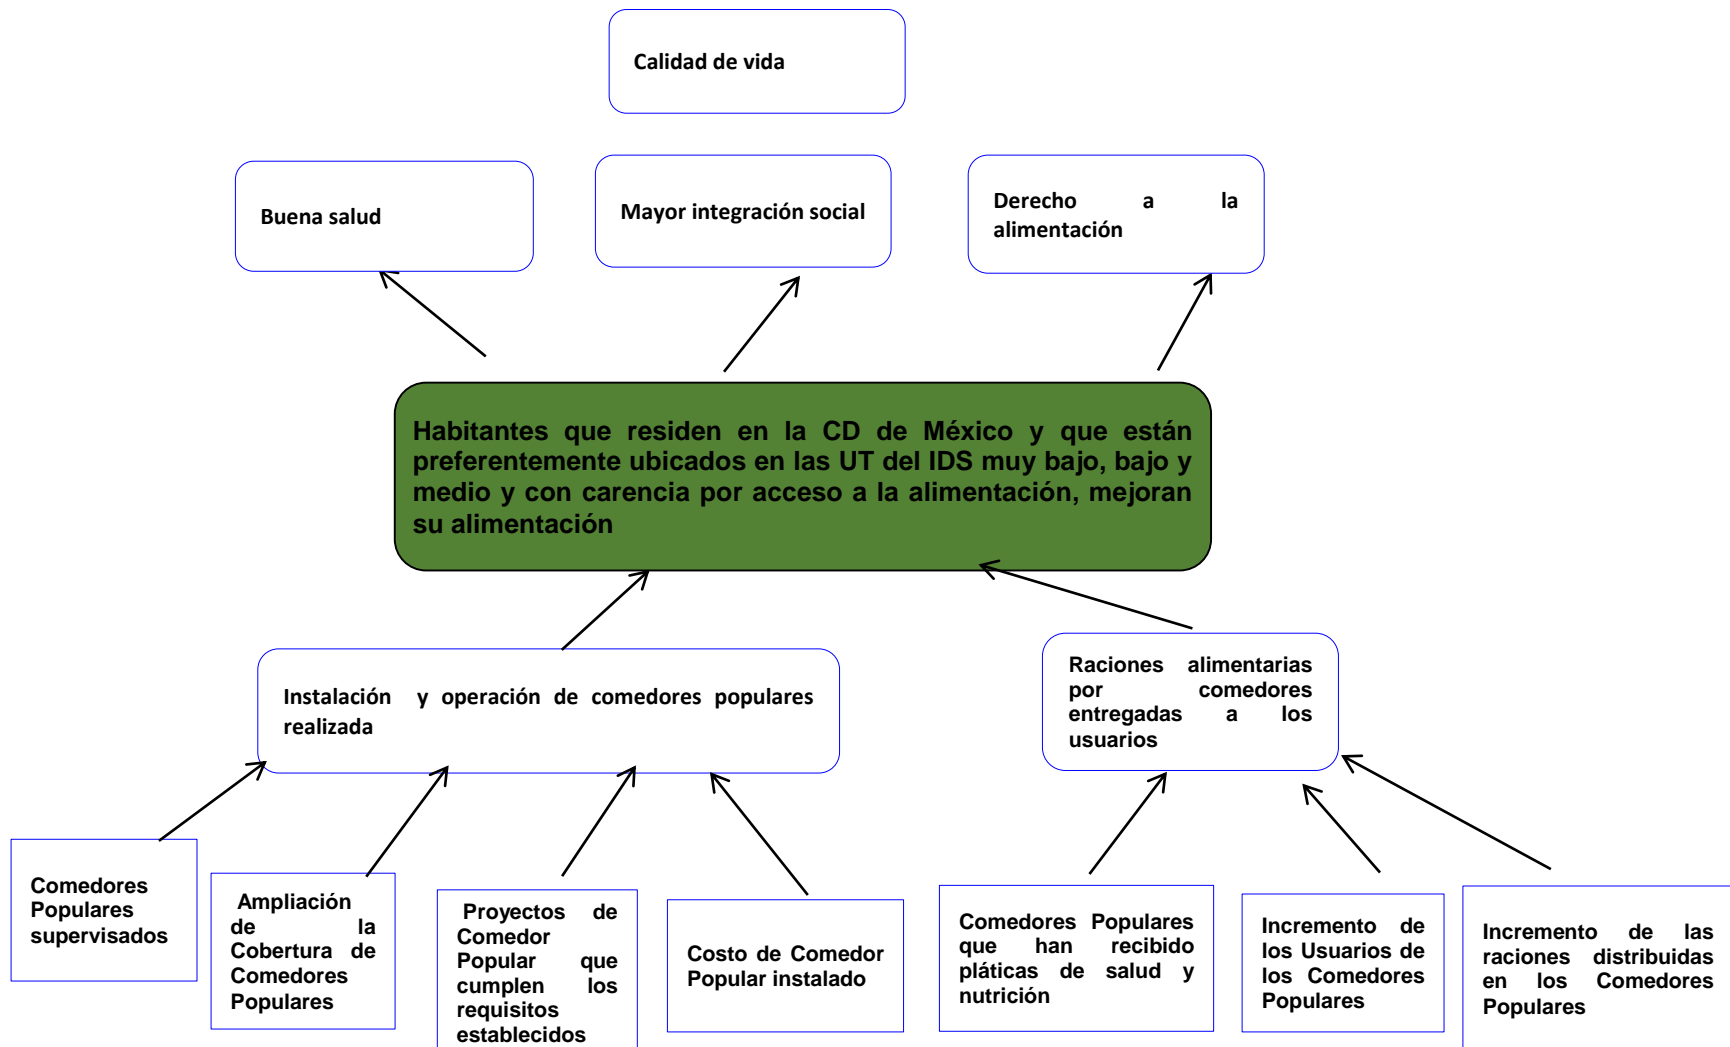 Calidad de vida
Buena salud
Mayor integración social
Derecho a la
alimentación
Habitantes que residen en la CD de México y que están
preferentemente ubicados en las UT del IDS muy bajo, bajo y
medio y con carencia por acceso a la alimentación, mejoran
su alimentación
Instalación y operación de comedores populares
realizada
Raciones alimentarias
por comedores
entregadas a los
usuarios
Comedores
Populares
supervisados
Ampliación
de la
Cobertura de
Comedores
Populares
Proyectos de
Comedor
Popular que
cumplen los
requisitos
establecidos
Costo de Comedor
Popular instalado
Comedores Populares
que han recibido
pláticas de salud y
nutrición
Incremento de
los Usuarios de
los Comedores
Populares
Incremento de las
raciones distribuidas
en los Comedores
Populares